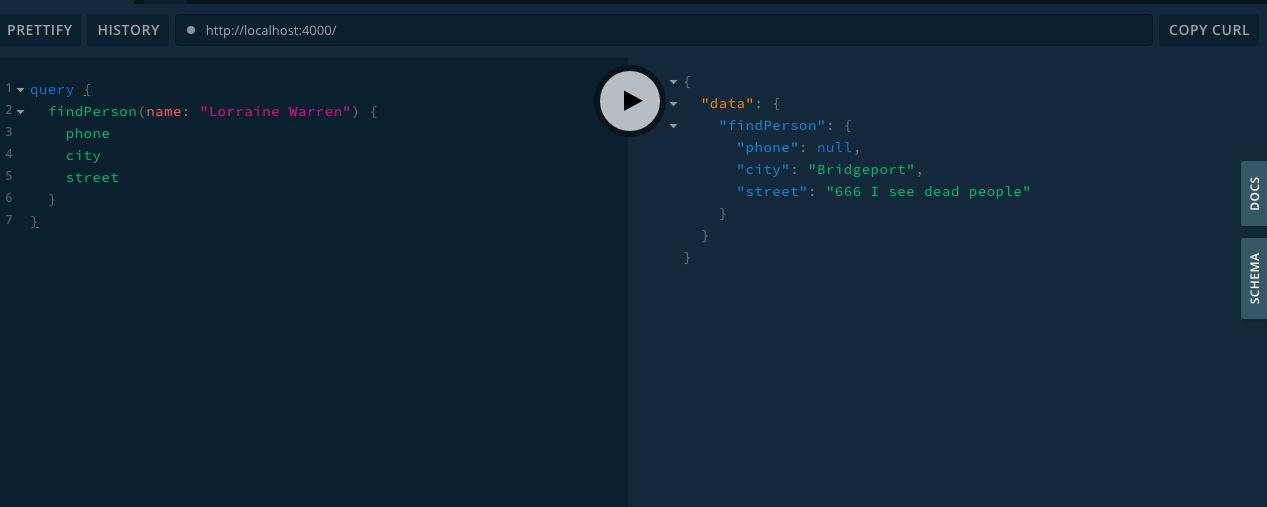 PRETTIFY HISTORY http://localhost:4000/ COPY CURL
1 query {
2 findPerson(name: "Lorraine Warren") {
3 phone
4 city
5 street
6 }
7 }
{
"data": {
"findPerson": {
"phone": null,
"city": "Bridgeport",
"street": "666 I see dead people"
}
}
}
DOCS
SCHEMA